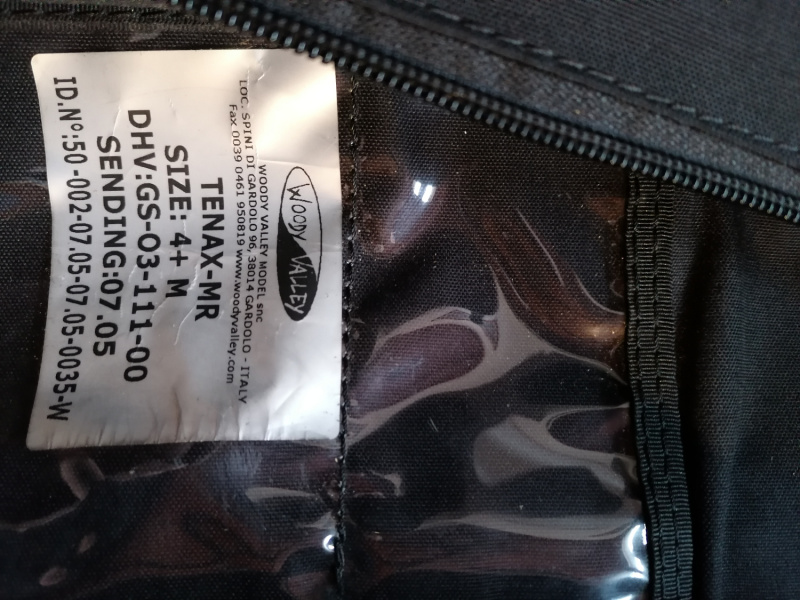 WOODY VALLEY
WOODY VALLEY MODEL snc
LOC. SPINI DI GARDOLO 96, 38014 GARDOLO - ITALY
Fax 0039 0461 950819 www.woodyvalley.com
TENAX-MR
SIZE: 4+ M
DHV:GS-03-111-00
SENDING:07.05
ID.Nº:50-002-07.05-07.05-0035-W